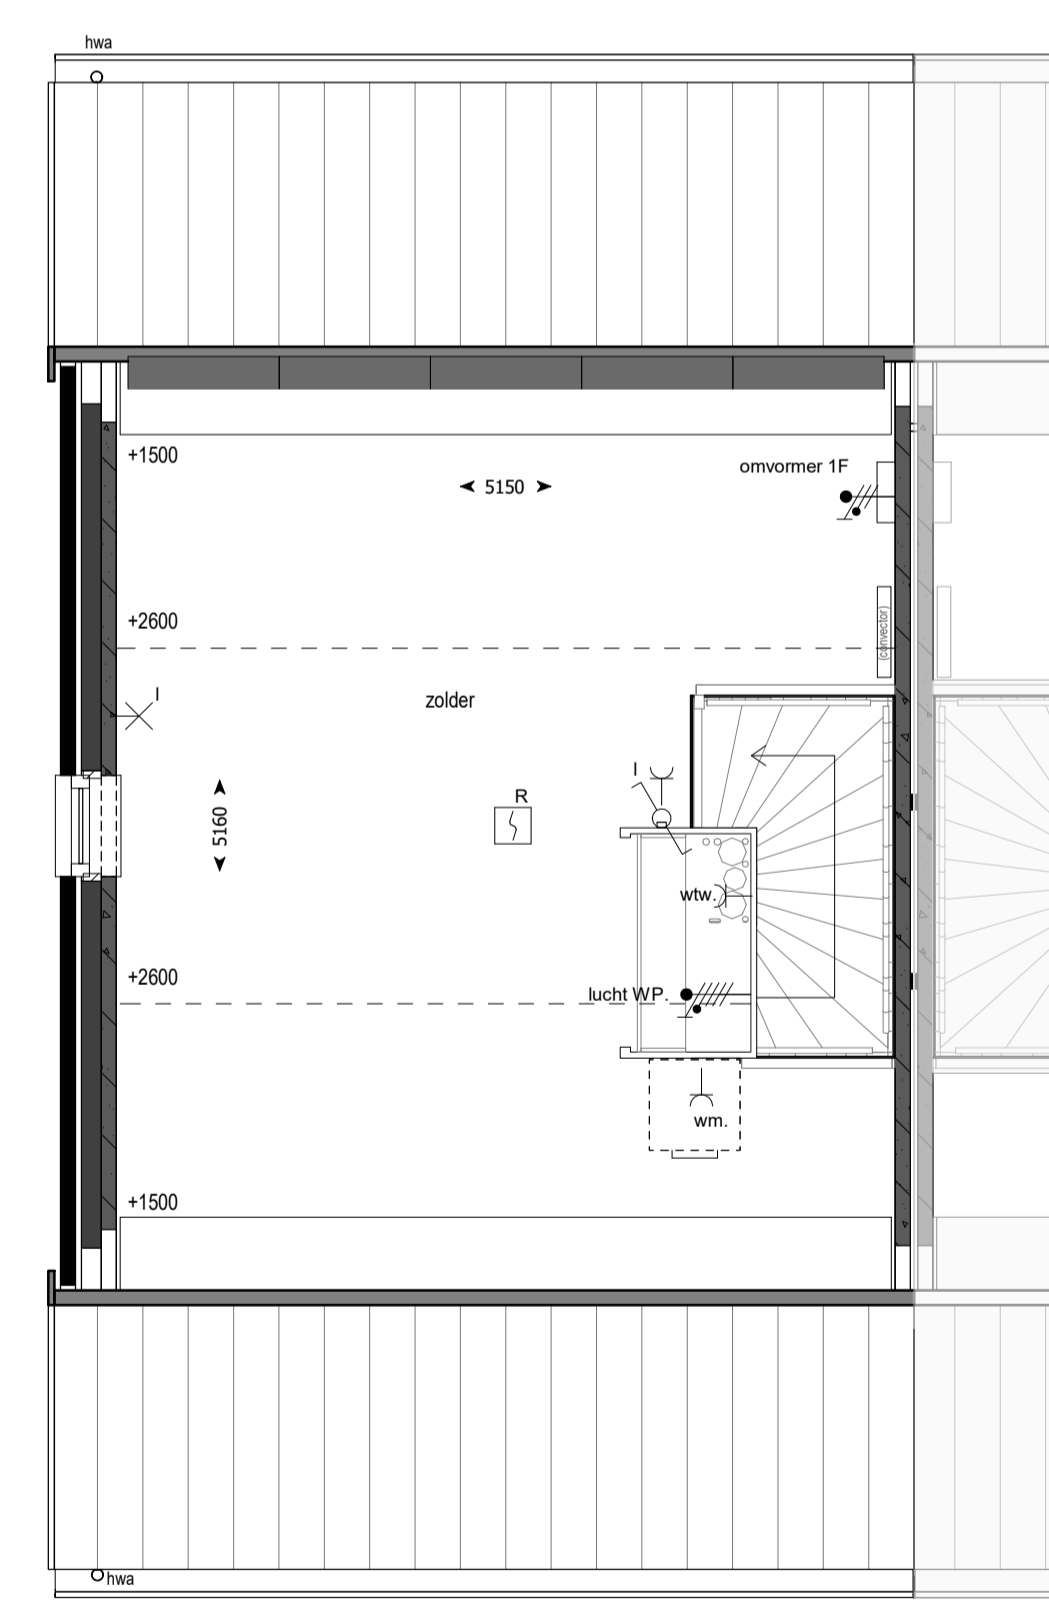 hwa
+1500
omvormer 1F
5150
+2600
(convector)
I
zolder
I
5160
R
wtw.
+2600
lucht WP.
wm.
+1500
hwa